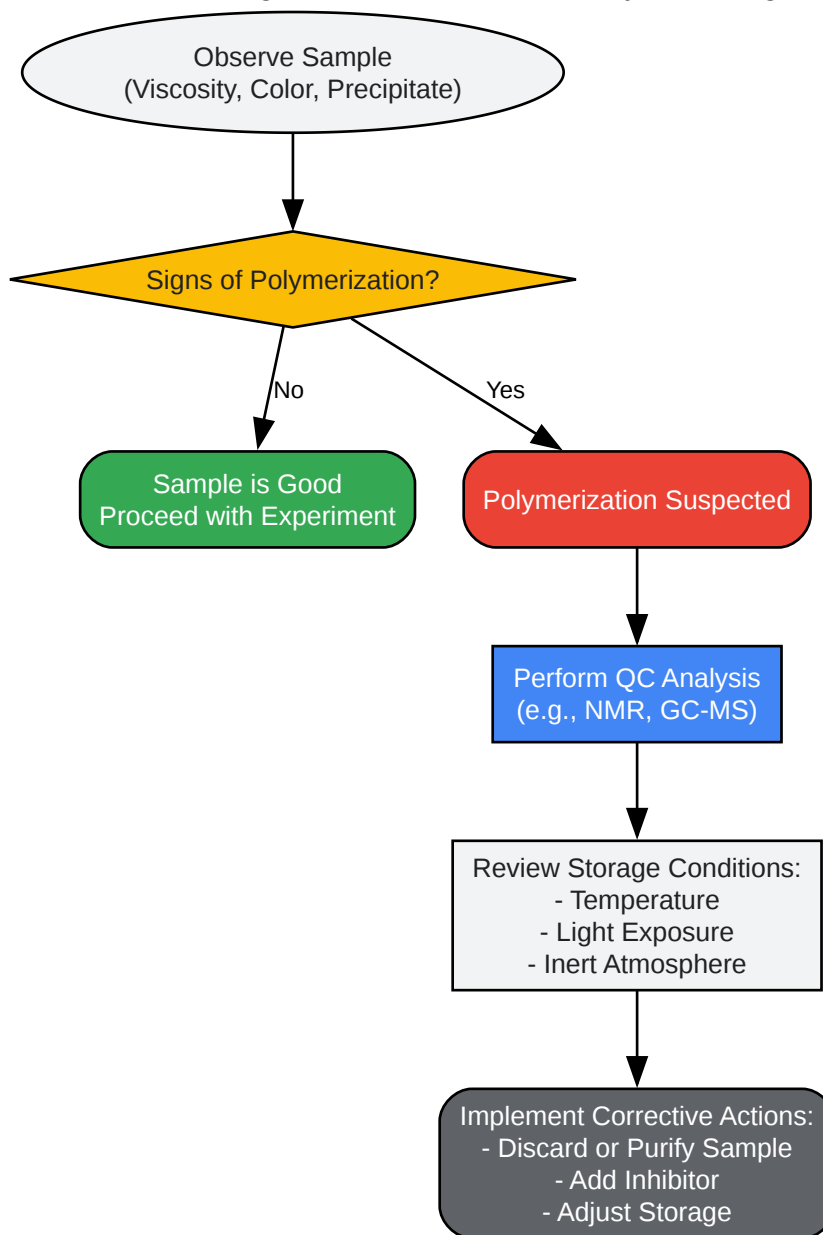 Observe Sample
(Viscosity, Color, Precipitate)
Signs of Polymerization?
No
Yes
Sample is Good
Proceed with Experiment
Polymerization Suspected
Perform QC Analysis
(e.g., NMR, GC-MS)
Review Storage Conditions:
- Temperature
- Light Exposure
- Inert Atmosphere
Implement Corrective Actions:
- Discard or Purify Sample
- Add Inhibitor
- Adjust Storage